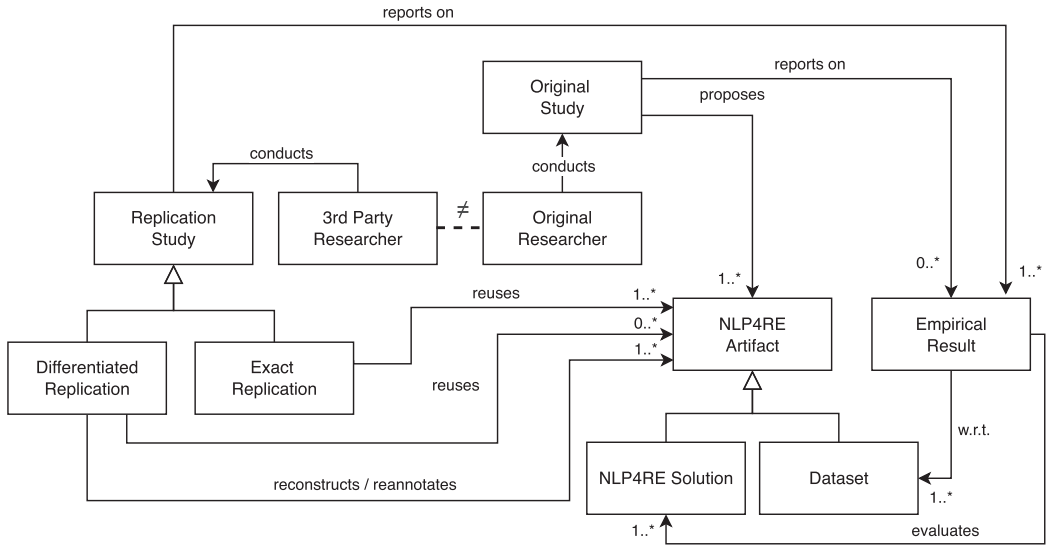 reports on
Original
Study
reports on
proposes
conducts
conducts
Replication
Study
3rd Party
Researcher
≠
Original
Researcher
0..*
1..*
1..*
reuses
1..*
0..*
1..*
NLP4RE
Artifact
Empirical
Result
Differentiated
Replication
Exact
Replication
reuses
w.r.t.
NLP4RE Solution
Dataset
reconstructs / reannotates
1..*
1..*
evaluates